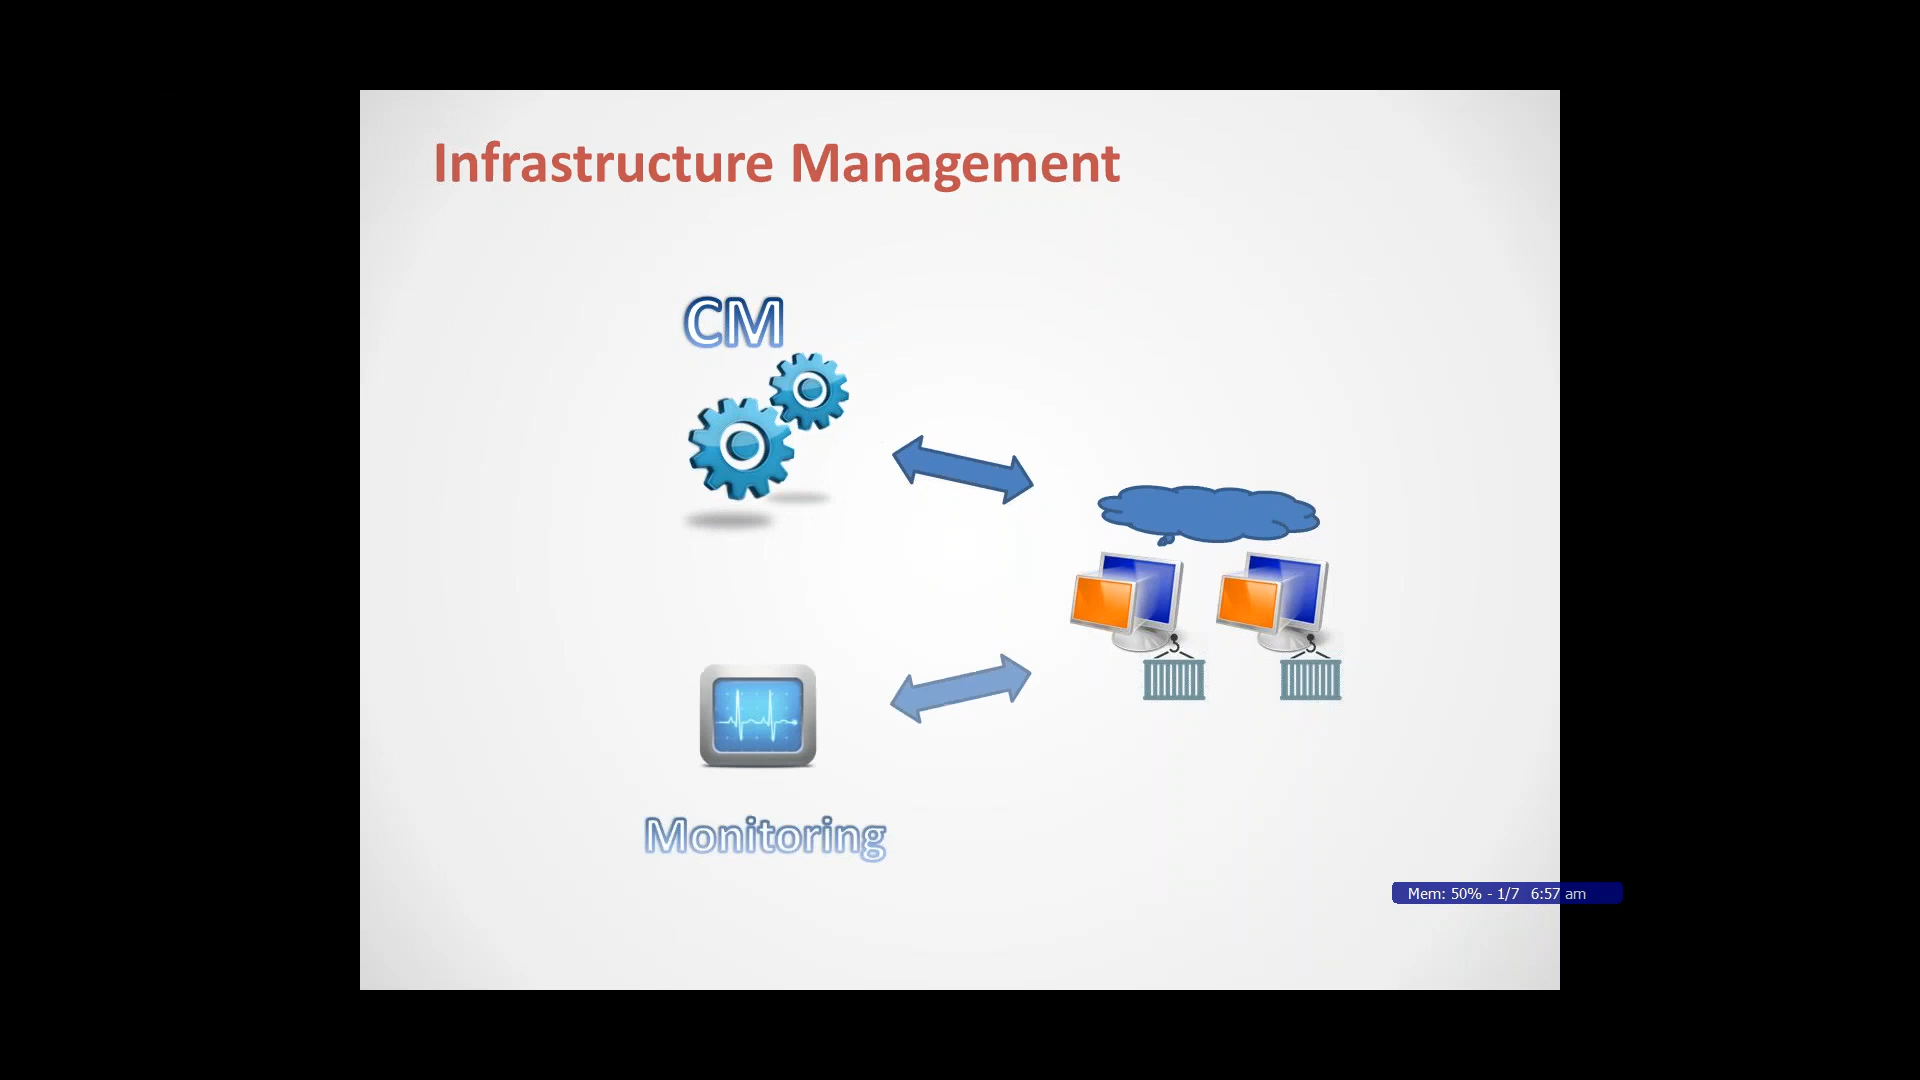 Infrastructure Management
CM
Monitoring
Mem: 50% - 1/7 6:57 am